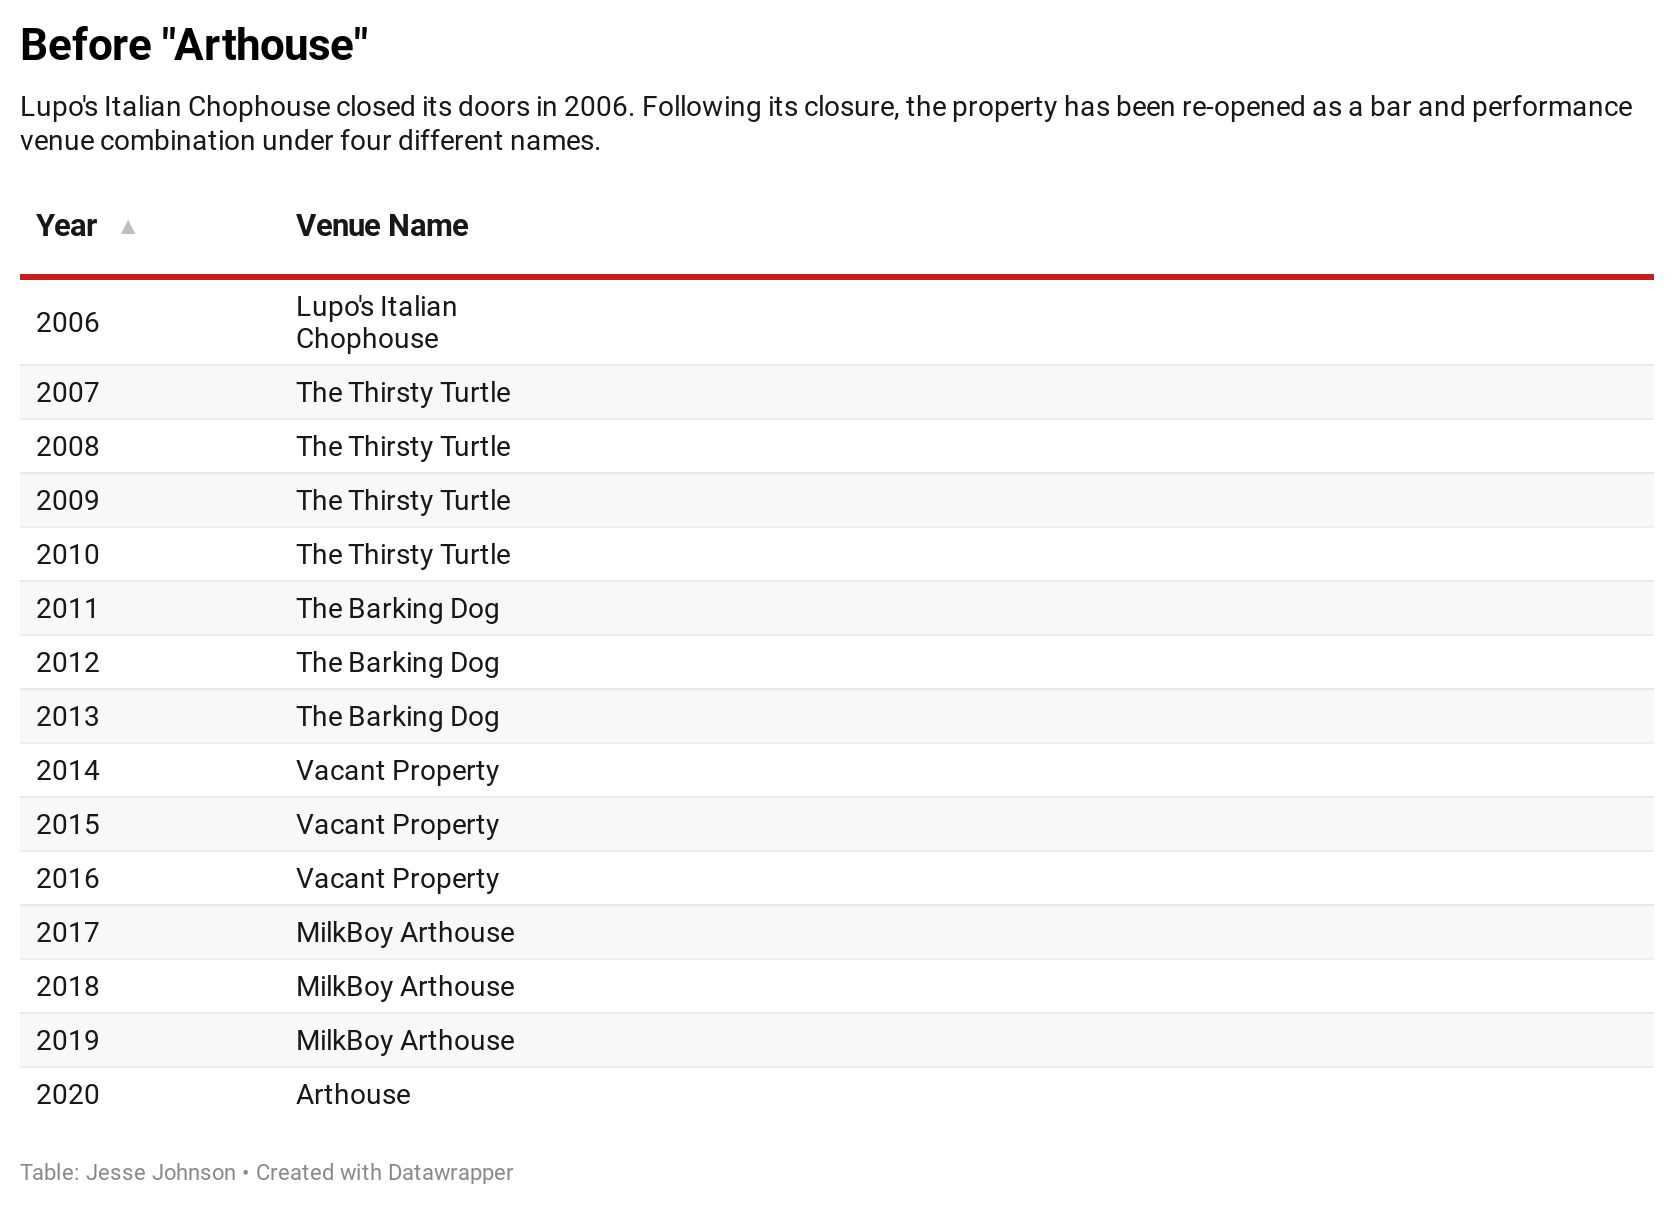 Before "Arthouse"
Lupo's Italian Chophouse closed its doors in 2006. Following its closure, the property has been re-opened as a bar and performance
venue combination under four different names.
Year ▲ Venue Name
2006 Lupo's Italian
Chophouse
2007 The Thirsty Turtle
2008 The Thirsty Turtle
2009 The Thirsty Turtle
2010 The Thirsty Turtle
2011 The Barking Dog
2012 The Barking Dog
2013 The Barking Dog
2014 Vacant Property
2015 Vacant Property
2016 Vacant Property
2017 MilkBoy Arthouse
2018 MilkBoy Arthouse
2019 MilkBoy Arthouse
2020 Arthouse
Table: Jesse Johnson • Created with Datawrapper